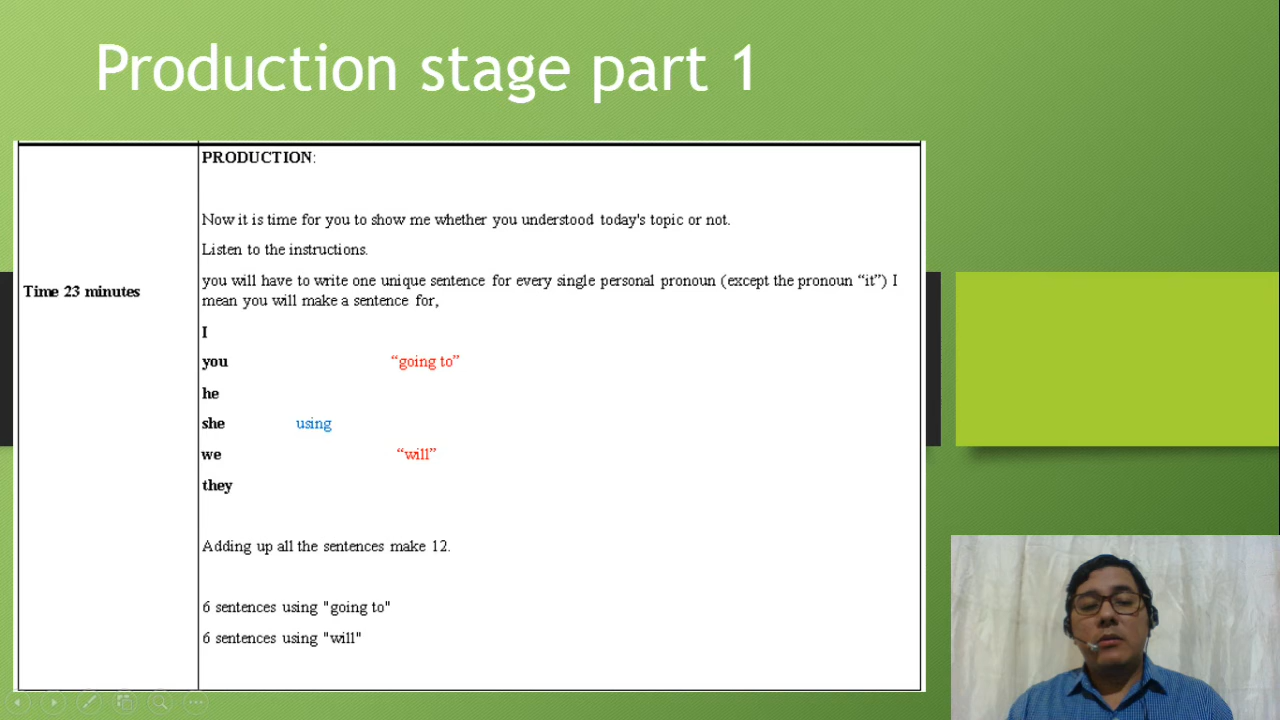 Production stage part 1
PRODUCTION:
Now it is time for you to show me whether you understood today's topic or not.
Listen to the instructions.
Time 23 minutes
you will have to write one unique sentence for every single personal pronoun (except the pronoun “it”) I
mean you will make a sentence for,
I
you “going to”
he
she using
we “will”
they
Adding up all the sentences make 12.
6 sentences using "going to"
6 sentences using "will"